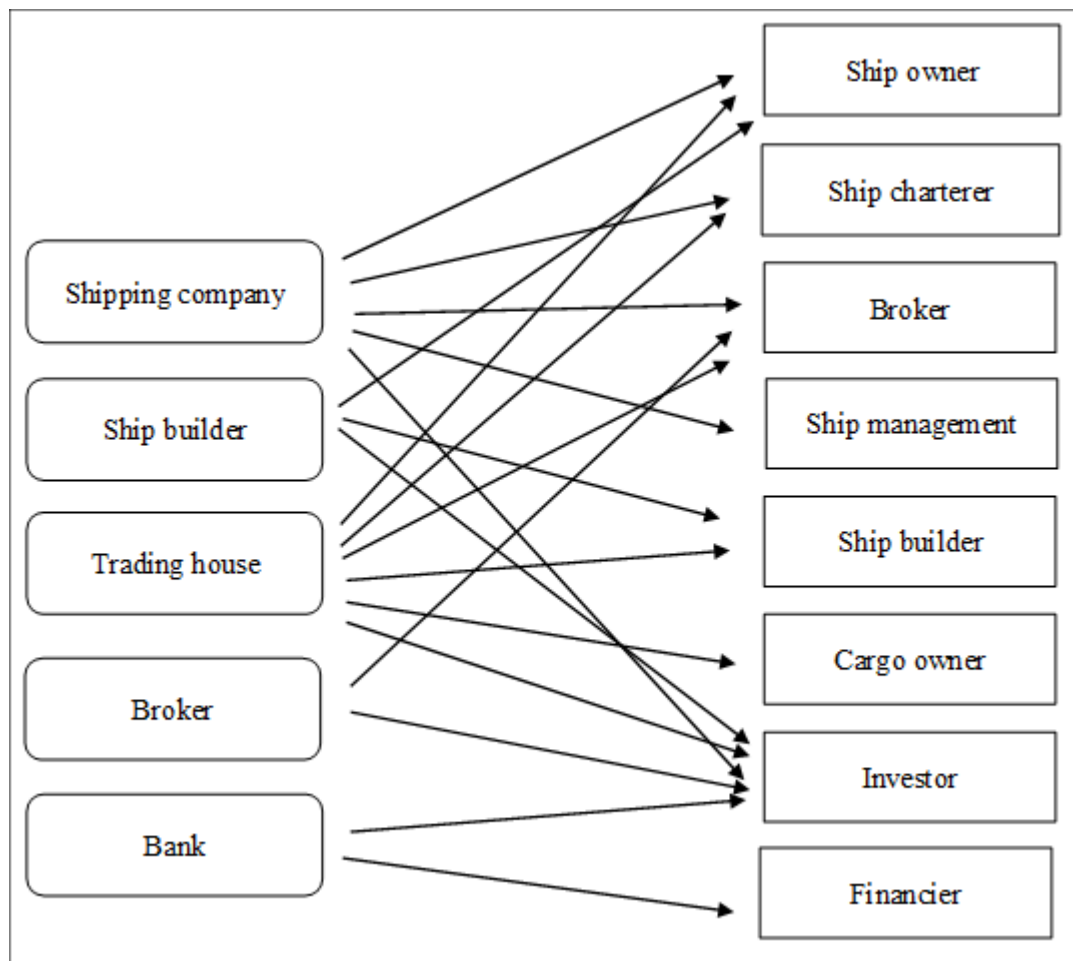 Shipping company
Ship builder
Trading house
Broker
Bank
Ship owner
Ship charterer
Broker
Ship management
Ship builder
Cargo owner
Investor
Financier